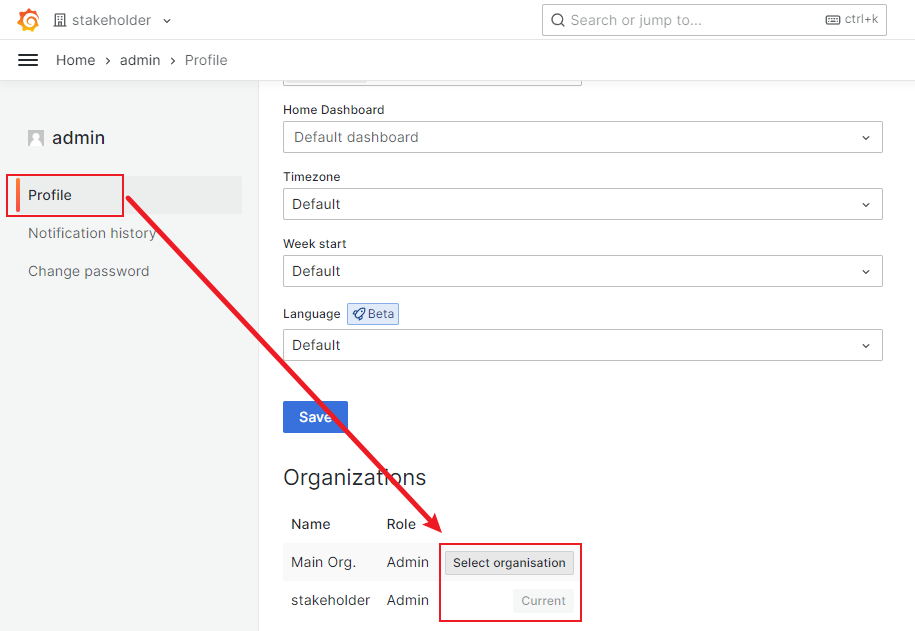 stakeholder
Search or jump to...
ctrl+k
Home › admin › Profile
admin
Profile
Notification history
Change password
Home Dashboard
Default dashboard
Timezone
Default
Week start
Default
Language
Beta
Default
Save
Organizations
Name Role
Main Org. Admin Select organisation
stakeholder Admin Current